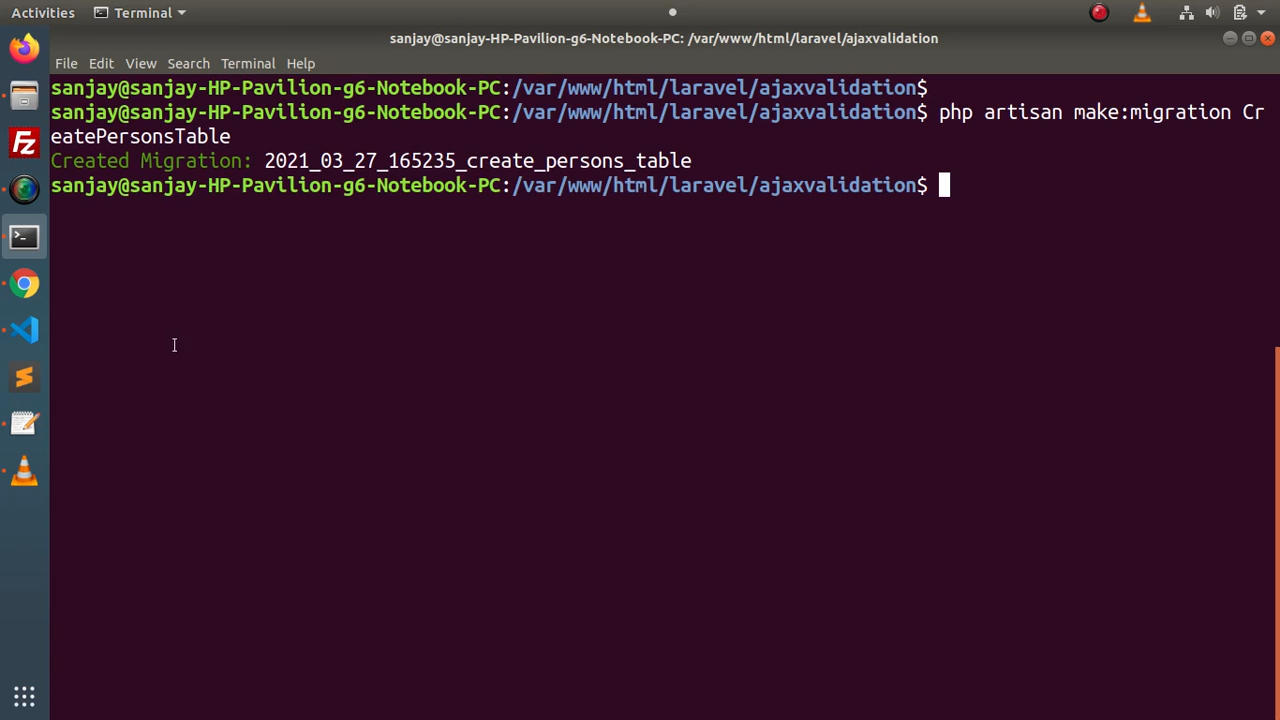 Activities Terminal
sanjay@sanjay-HP-Pavilion-g6-Notebook-PC: /var/www/html/laravel/ajaxvalidation
File Edit View Search Terminal Help
sanjay@sanjay-HP-Pavilion-g6-Notebook-PC:/var/www/html/laravel/ajaxvalidation$
sanjay@sanjay-HP-Pavilion-g6-Notebook-PC:/var/www/html/laravel/ajaxvalidation$ php artisan make:migration Cr
eatePersonsTable
Created Migration: 2021_03_27_165235_create_persons_table
sanjay@sanjay-HP-Pavilion-g6-Notebook-PC:/var/www/html/laravel/ajaxvalidation$